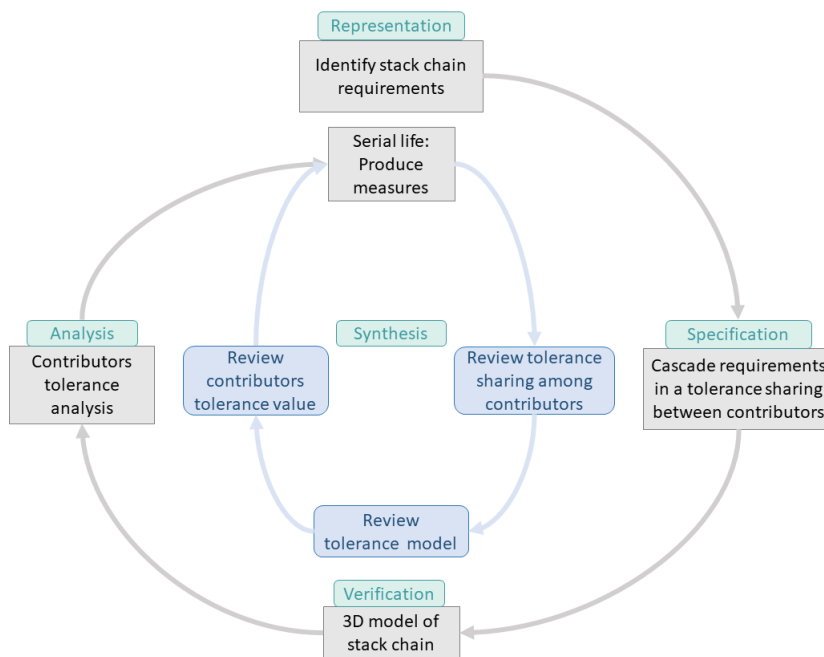 Representation
Identify stack chain
requirements
Serial life:
Produce
measures
Analysis
Contributors
tolerance
analysis
Review
contributors
tolerance value
Synthesis
Review tolerance
sharing among
contributors
Specification
Cascade requirements
in a tolerance sharing
between contributors
Review
tolerance model
Verification
3D model of
stack chain